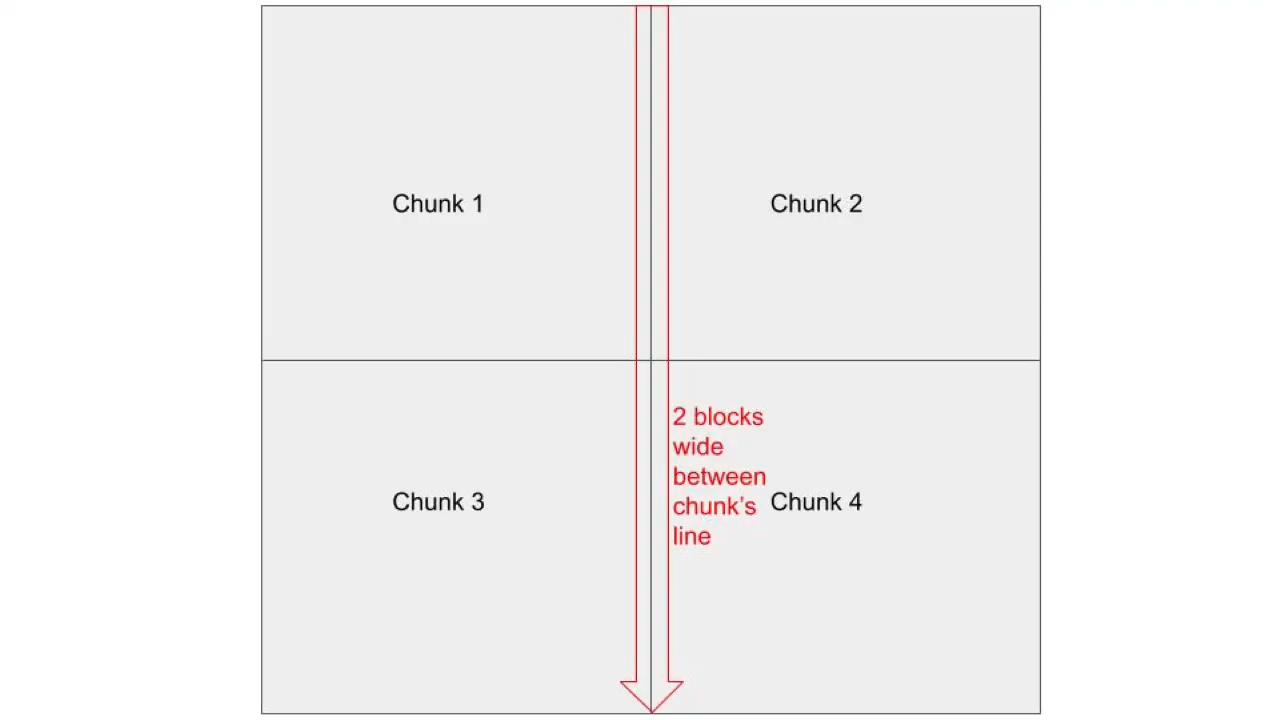 Chunk 1
Chunk 2
2 blocks
wide
between
chunk's
line
Chunk 3
Chunk 4